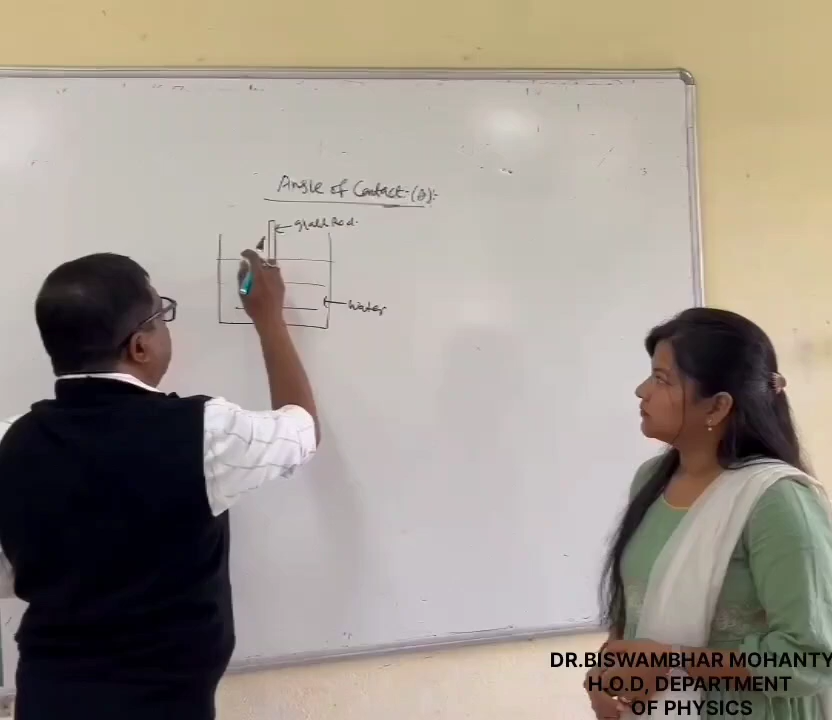 Angle of Contact-(θ):-
glass Rod.
water
DR.BISWAMBHAR MOHANTY
H.O.D, DEPARTMENT
OF PHYSICS